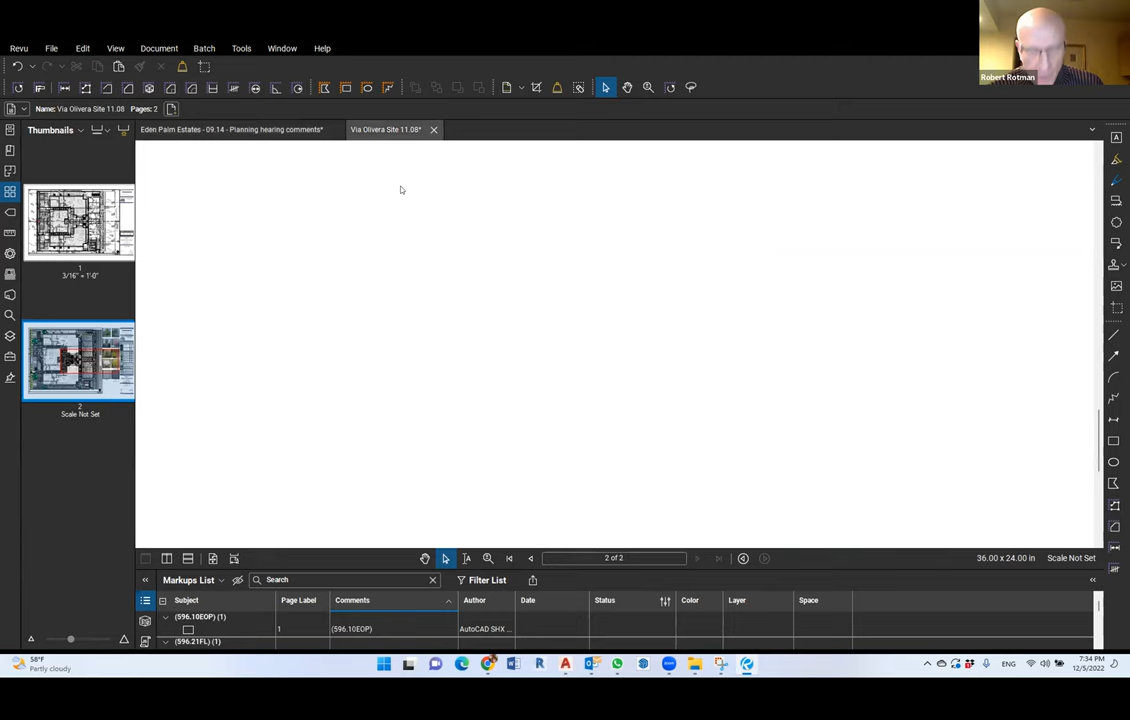 Robert Rotman
Revu File Edit View Document Batch Tools Window Help
Name: Via Olivera Site 11.08 Pages: 2
Thumbnails
Eden Palm Estates - 09.14 - Planning hearing comments*
Via Olivera Site 11.08*
1
3/16" = 1'-0"
2
Scale Not Set
2 of 2
36.00 x 24.00 in
Scale Not Set
Markups List
Search
Filter List
Subject Page Label Comments Author Date Status Color Layer Space
(596.10EOP) (1)
1 (596.10EOP) AutoCAD SHX ...
(596.21FL) (1)
58°F
Partly cloudy
ENG
7:34 PM
12/5/2022